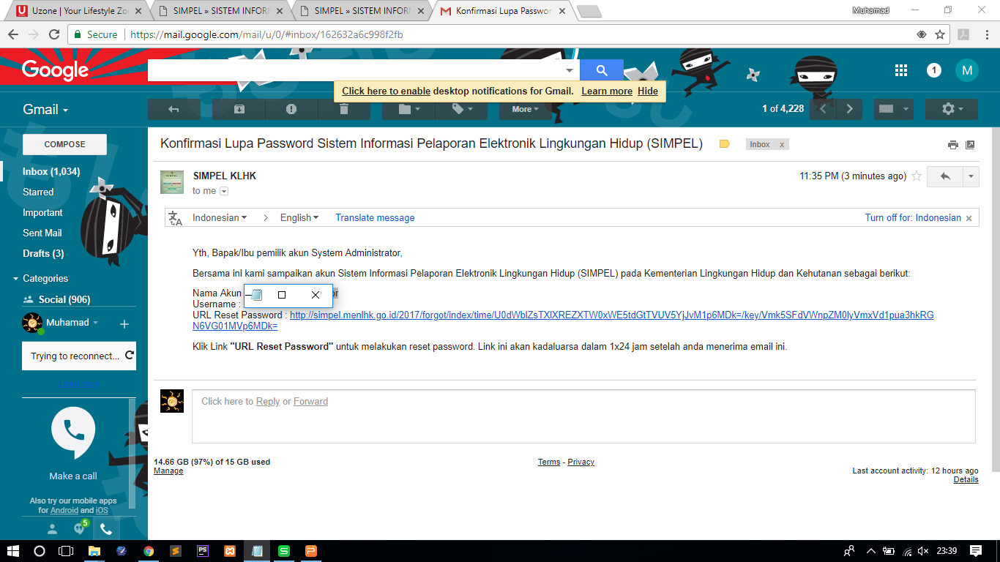 Uzone | Your Lifestyle Zo
SIMPEL » SISTEM INFOR
SIMPEL » SISTEM INFOR
Konfirmasi Lupa Passwor
Muhamad
Secure
https://mail.google.com/mail/u/0/#inbox/162632a6c998f2fb
Google
1
M
Click here to enable desktop notifications for Gmail. Learn more Hide
Gmail
More
1 of 4,228
COMPOSE
Inbox (1,034)
Starred
Important
Sent Mail
Drafts (3)
Categories
Social (906)
Muhamad
Trying to reconnect...
Make a call
Also try our mobile apps
for Android and iOS
5
Konfirmasi Lupa Password Sistem Informasi Pelaporan Elektronik Lingkungan Hidup (SIMPEL)
Inbox x
SIMPEL KLHK
11:35 PM (3 minutes ago)
to me
Indonesian > English Translate message
Turn off for: Indonesian x
Yth, Bapak/Ibu pemilik akun System Administrator,
Bersama ini kami sampaikan akun Sistem Informasi Pelaporan Elektronik Lingkungan Hidup (SIMPEL) pada Kementerian Lingkungan Hidup dan Kehutanan sebagai berikut:
Nama Akun or
Username :
URL Reset Password : http://simpel.menlhk.go.id/2017/forgot/index/time/U0dWblZsTXlXREZXTW0xWE5tdGtTVUV5YjJvM1p6MDk=/key/Vmk5SFdVWnpZM0lyVmxVd1pua3hkRG
N6VG01MVp6MDk=
Klik Link "URL Reset Password" untuk melakukan reset password. Link ini akan kadaluarsa dalam 1x24 jam setelah anda menerima email ini.
Click here to Reply or Forward
14.66 GB (97%) of 15 GB used
Manage
Terms - Privacy
Last account activity: 12 hours ago
Details
PS
S
P
23:39